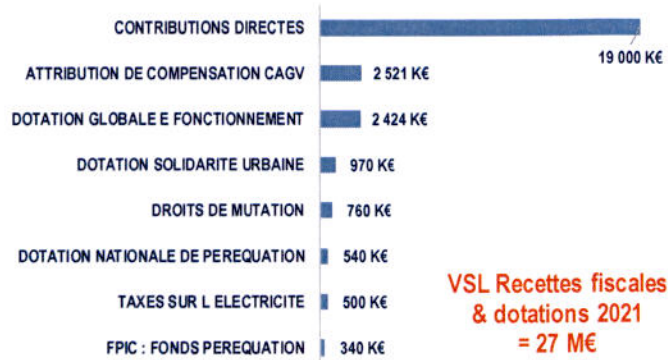 CONTRIBUTIONS DIRECTES
19 000 K€
ATTRIBUTION DE COMPENSATION CAGV 2 521 K€
DOTATION GLOBALE E FONCTIONNEMENT 2 424 K€
DOTATION SOLIDARITE URBAINE 970 K€
DROITS DE MUTATION 760 K€
DOTATION NATIONALE DE PEREQUATION 540 K€
TAXES SUR L ELECTRICITE 500 K€
FPIC : FONDS PEREQUATION 340 K€
VSL Recettes fiscales
& dotations 2021
= 27 M€